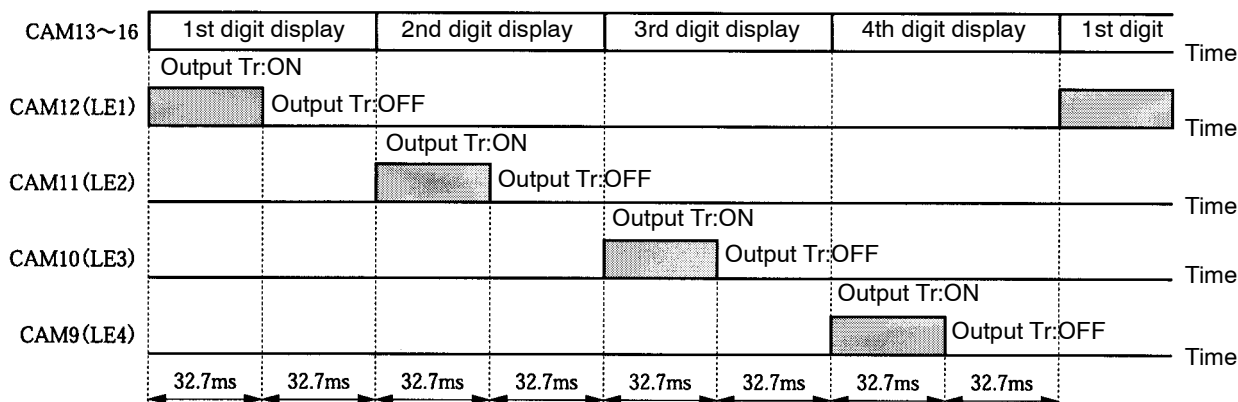 CAM13～16 1st digit display 2nd digit display 3rd digit display 4th digit display 1st digit
Time
Output Tr:ON
CAM12(LE1) Output Tr:OFF
Time
Output Tr:ON
CAM11(LE2) Output Tr:OFF
Time
Output Tr:ON
CAM10(LE3) Output Tr:OFF
Time
Output Tr:ON
CAM9(LE4) Output Tr:OFF
Time
32.7ms 32.7ms 32.7ms 32.7ms 32.7ms 32.7ms 32.7ms 32.7ms